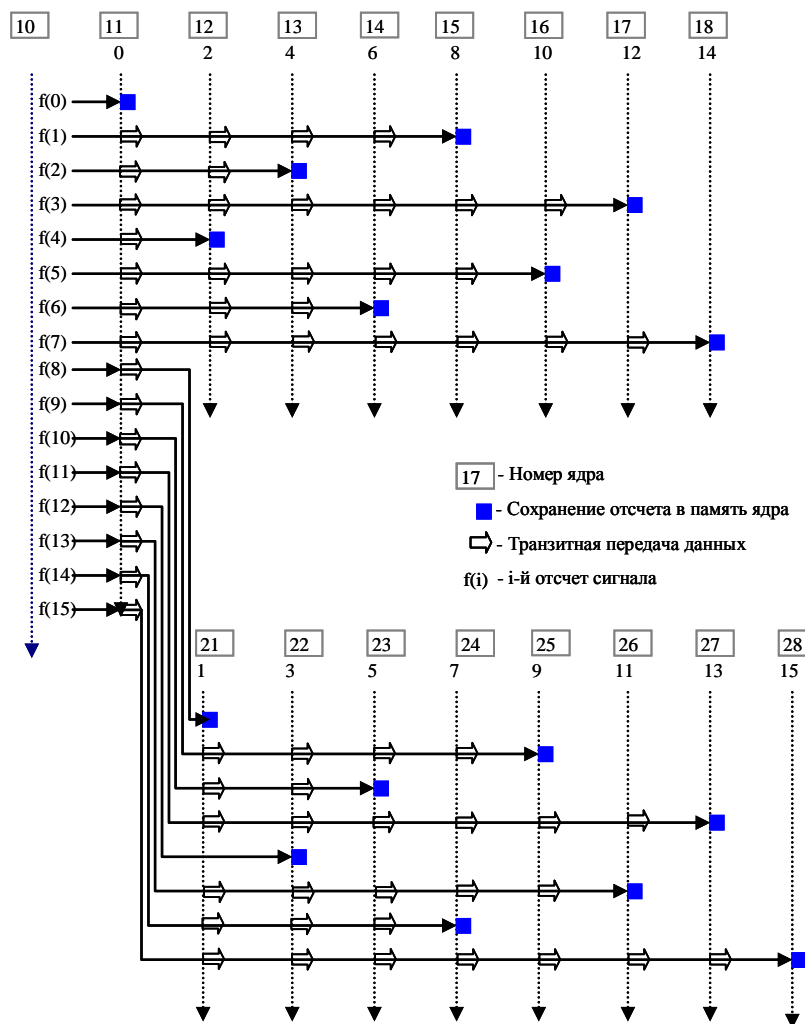 10 11 12 13 14 15 16 17 18
0 2 4 6 8 10 12 14
f(0)
f(1)
f(2)
f(3)
f(4)
f(5)
f(6)
f(7)
f(8)
f(9)
f(10)
f(11)
f(12)
f(13)
f(14)
f(15)
17 - Номер ядра
- Сохранение отсчета в память ядра
- Транзитная передача данных
f(i) - i-й отсчет сигнала
21 22 23 24 25 26 27 28
1 3 5 7 9 11 13 15